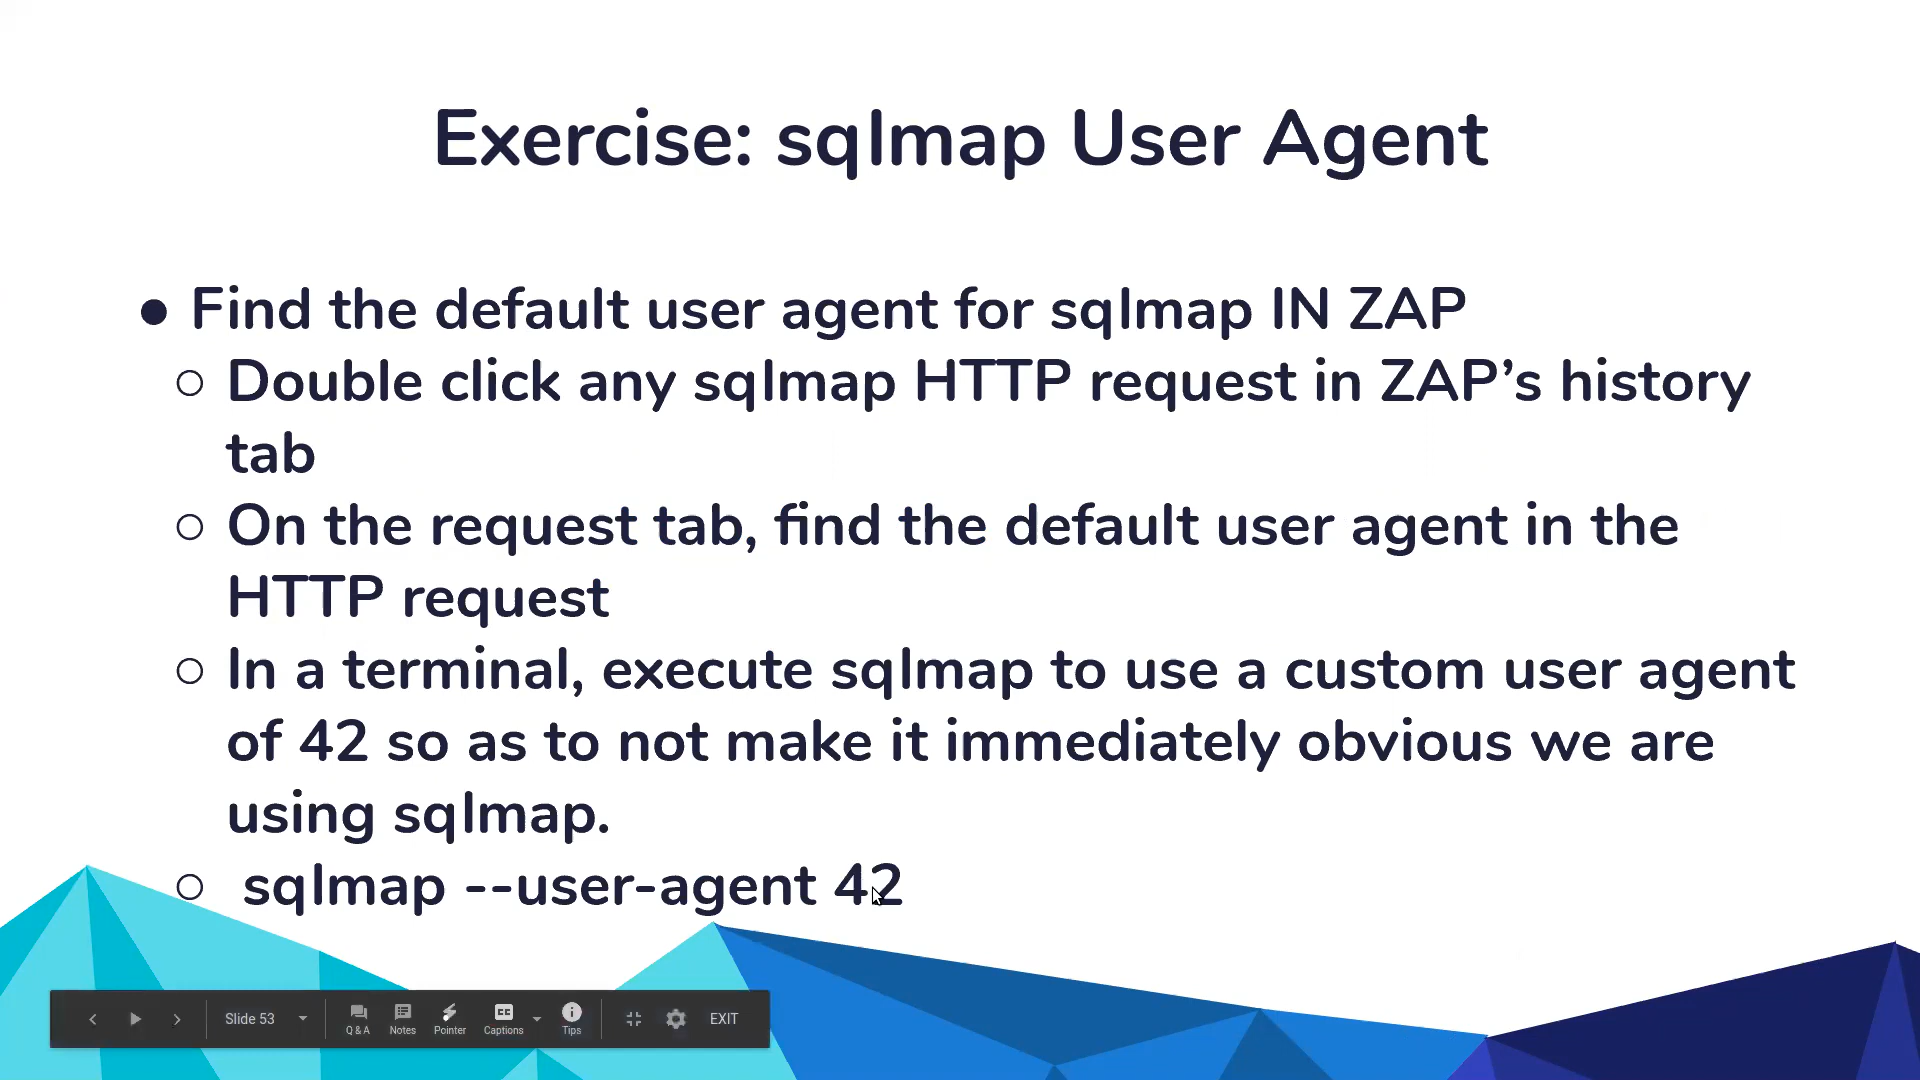 Exercise: sqlmap User Agent
● Find the default user agent for sqlmap IN ZAP
○ Double click any sqlmap HTTP request in ZAP’s history
tab
○ On the request tab, find the default user agent in the
HTTP request
○ In a terminal, execute sqlmap to use a custom user agent
of 42 so as to not make it immediately obvious we are
using sqlmap.
○ sqlmap --user-agent 42
Slide 53
Q & A
Notes
Pointer
CC
Captions
Tips
EXIT